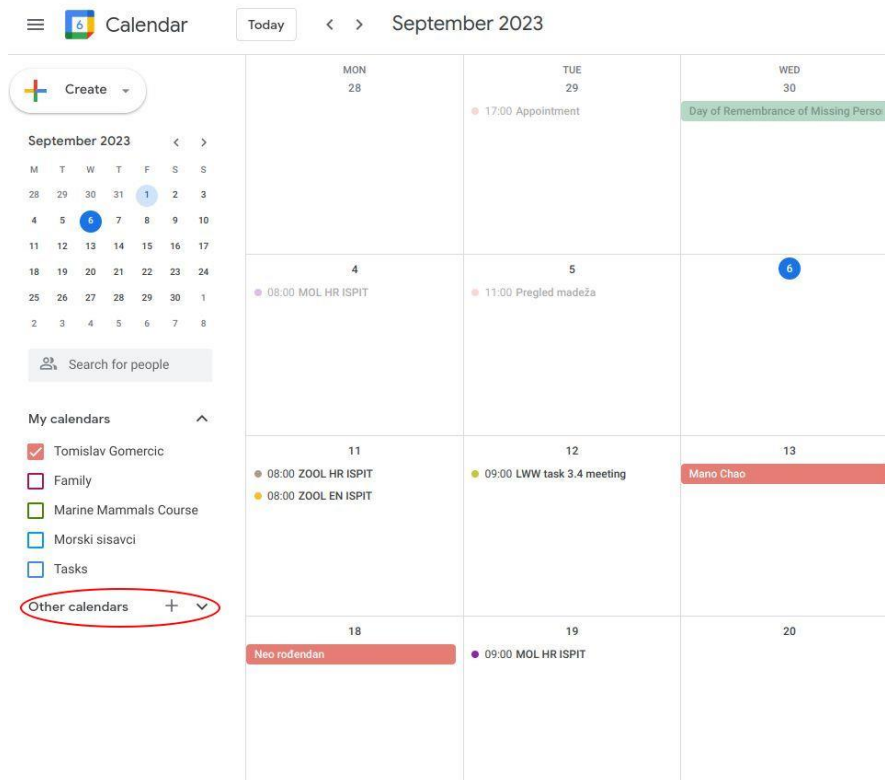 6
Calendar
Today
September 2023
Create
September 2023
M T W T F S S
28 29 30 31 1 2 3
4 5 6 7 8 9 10
11 12 13 14 15 16 17
18 19 20 21 22 23 24
25 26 27 28 29 30 1
2 3 4 5 6 7 8
Search for people
My calendars
Tomislav Gomercic
Family
Marine Mammals Course
Morski sisavci
Tasks
Other calendars
MON TUE WED
28 29 30
17:00 Appointment
Day of Remembrance of Missing Perso
4 5 6
08:00 MOL HR ISPIT
11:00 Pregled madeža
11 12 13
08:00 ZOOL HR ISPIT
08:00 ZOOL EN ISPIT
09:00 LWW task 3.4 meeting
Mano Chao
18 19 20
Neo rođendan
09:00 MOL HR ISPIT